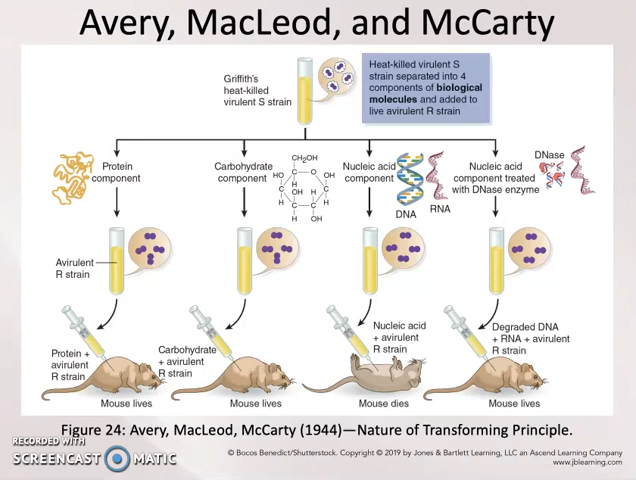 Avery, MacLeod, and McCarty
Griffith's
heat-killed
virulent S strain
Heat-killed virulent S
strain separated into 4
components of biological
molecules and added to
live avirulent R strain
Protein
component
Carbohydrate
component
CH₂OH
HO
C
O
OH
H
H
C
OH
H
C
H
C
C
H
H
OH
Nucleic acid
component
DNA
RNA
Nucleic acid
component treated
with DNase enzyme
DNase
Avirulent
R strain
Protein +
avirulent
R strain
Mouse lives
Carbohydrate
+ avirulent
R strain
Mouse lives
Nucleic acid
+ avirulent
R strain
Mouse dies
Degraded DNA
+ RNA + avirulent
R strain
Mouse lives
Figure 24: Avery, MacLeod, McCarty (1944)—Nature of Transforming Principle.
RECORDED WITH
SCREENCAST MATIC
© Bocos Benedict/Shutterstock. Copyright © 2019 by Jones & Bartlett Learning, LLC an Ascend Learning Company
www.jblearning.com